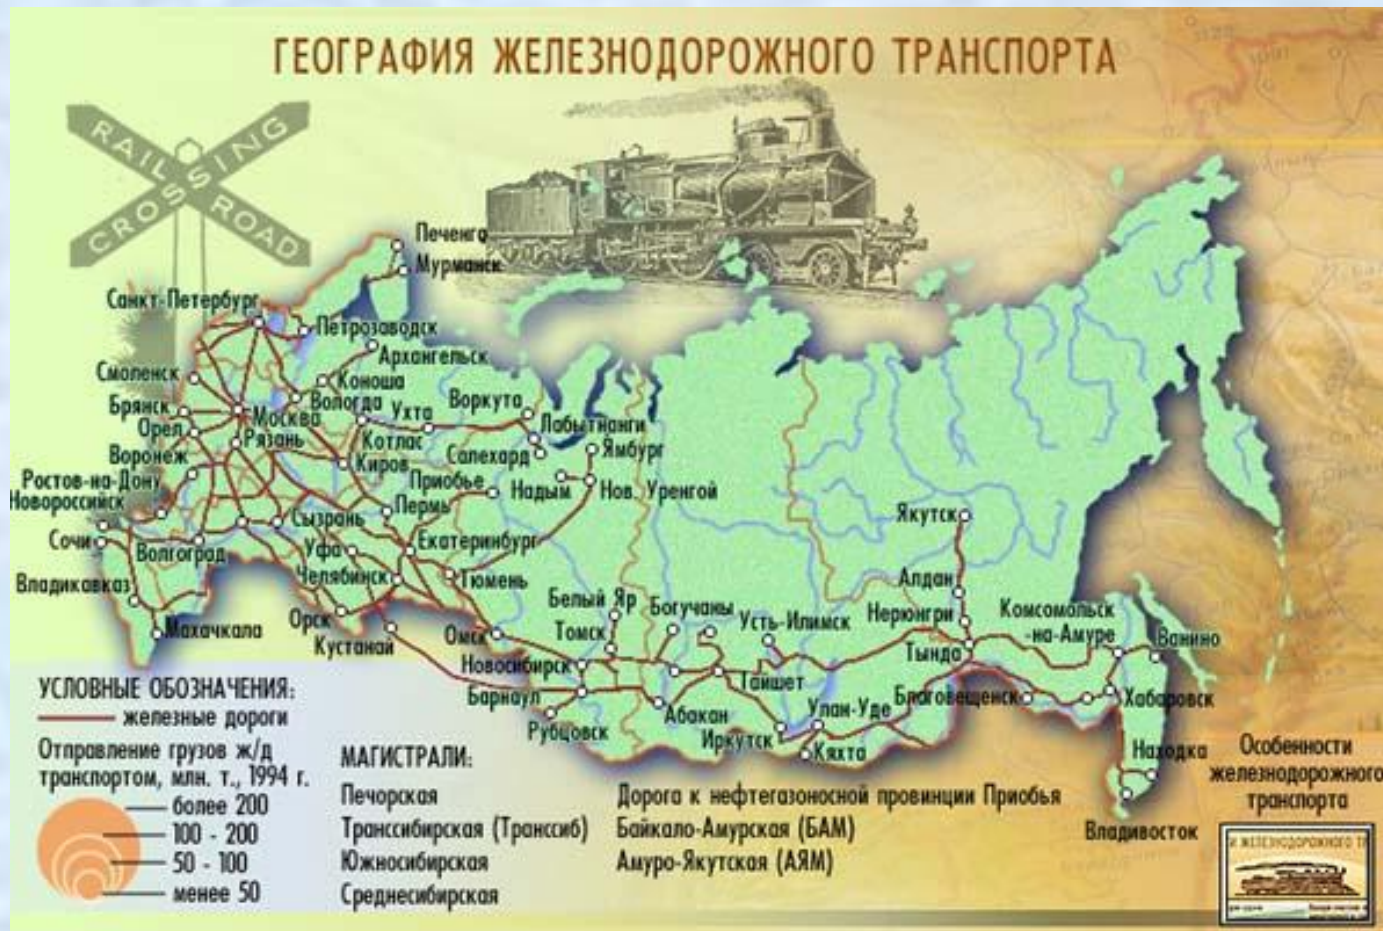 ГЕОГРАФИЯ ЖЕЛЕЗНОДОРОЖНОГО ТРАНСПОРТА
RAIL ROAD
CROSSING
Печенга
Мурманск
Санкт-Петербург
Петрозаводск
Архангельск
Смоленск
Коноша
Брянск
Вологда
Воркута
Москва
Ухта
Орел
Лабытнанги
Рязань
Котлас
Воронеж
Салехард
Ямбург
Киров
Ростов-на-Дону
Приобье
Надым
Нов. Уренгой
Новороссийск
Пермь
Сызрань
Якутск
Сочи
Волгоград
Екатеринбург
Уфа
Челябинск
Тюмень
Владикавказ
Алдан
Белый Яр
Богучаны
Орск
Нерюнгри
Комсомольск
-на-Амуре
Усть-Илимск
Махачкала
Томск
Омск
Кустанай
Ванино
Тында
Новосибирск
Тайшет
Барнаул
Благовещенск
Хабаровск
Абакан
Улан-Удэ
Рубцовск
Иркутск
Кяхта
Находка
Владивосток
УСЛОВНЫЕ ОБОЗНАЧЕНИЯ:
железные дороги
Отправление грузов ж/д
транспортом, млн. т., 1994 г.
более 200
100 - 200
50 - 100
менее 50
МАГИСТРАЛИ:
Печорская
Транссибирская (Транссиб)
Южносибирская
Среднесибирская
Дорога к нефтегазоносной провинции Приобья
Байкало-Амурская (БАМ)
Амуро-Якутская (АЯМ)
Особенности
железнодорожного
транспорта
И ЖЕЛЕЗНОДОРОЖНОГО ТР